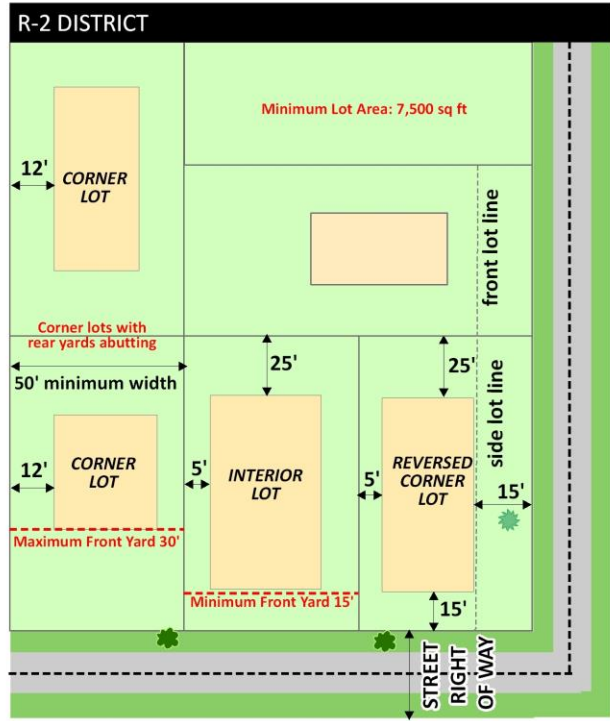 R-2 DISTRICT
Minimum Lot Area: 7,500 sq ft
12'
CORNER
LOT
front lot line
Corner lots with
rear yards abutting
50' minimum width
25'
25'
side lot line
12'
CORNER
LOT
5'
INTERIOR
LOT
5'
REVERSED
CORNER
LOT
15'
Maximum Front Yard 30'
Minimum Front Yard 15'
15'
STREET
RIGHT
OF WAY